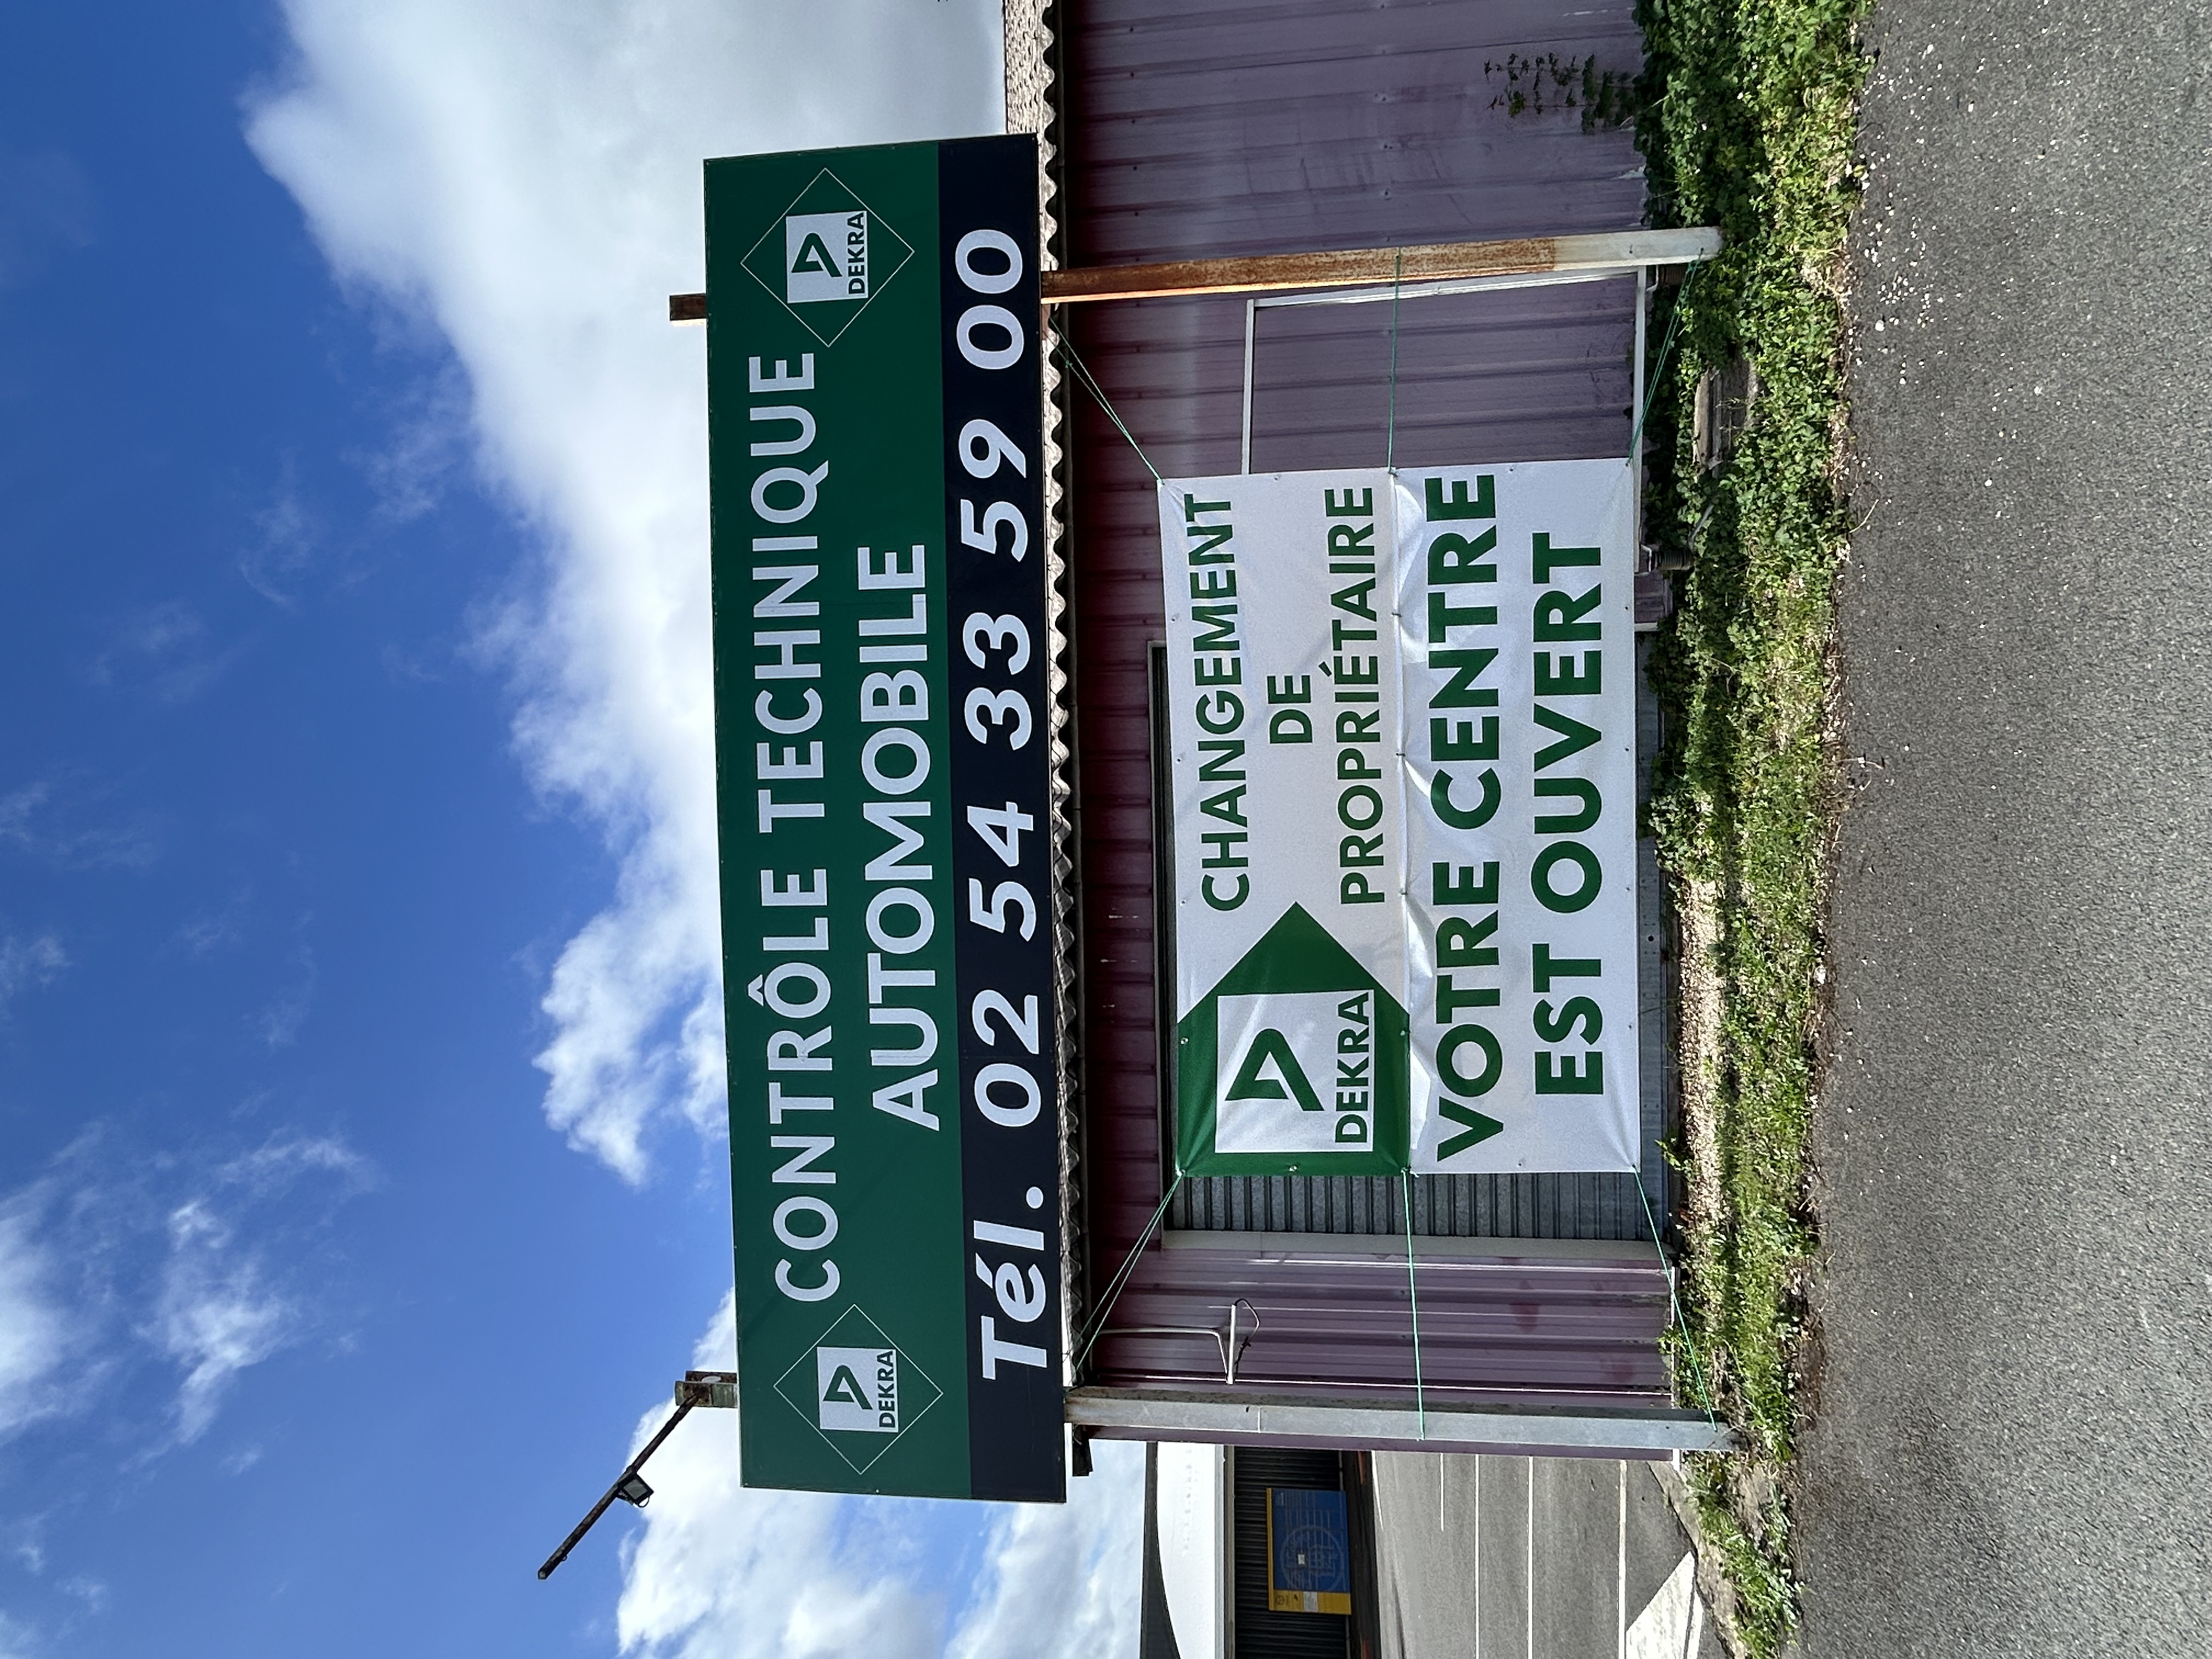 DEKRA
CONTRÔLE TECHNIQUE
AUTOMOBILE
DEKRA
Tél. 02 54 33 59 00
DEKRA
CHANGEMENT
DE
PROPRIÉTAIRE
VOTRE CENTRE
EST OUVERT